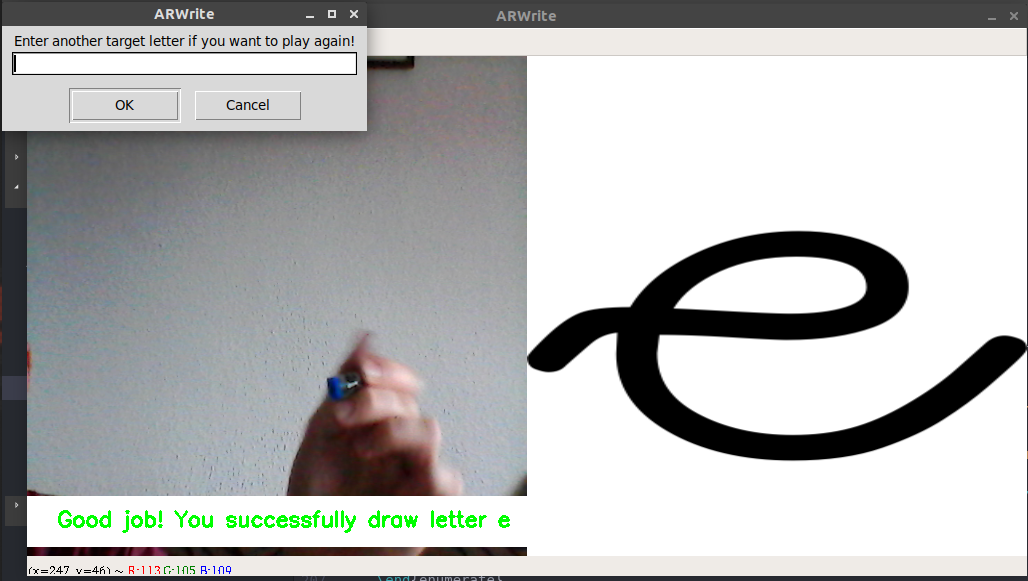 ARWrite
ARWrite
Enter another target letter if you want to play again!
OK
Cancel
e
Good job! You successfully draw letter e
(x=247, y=46) ~ R:113 G:105 B:109
\end{enumerate}